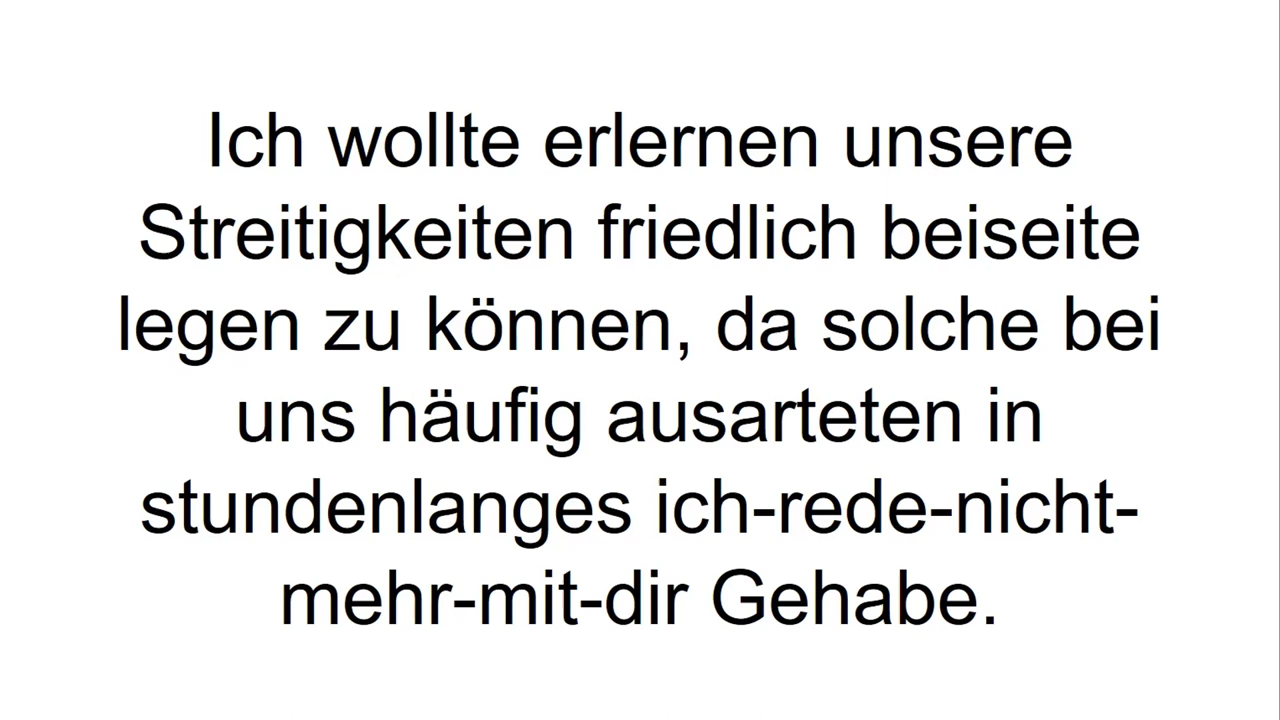 Ich wollte erlernen unsere
Streitigkeiten friedlich beiseite
legen zu können, da solche bei
uns häufig ausarteten in
stundenlanges ich-rede-nicht-
mehr-mit-dir Gehabe.